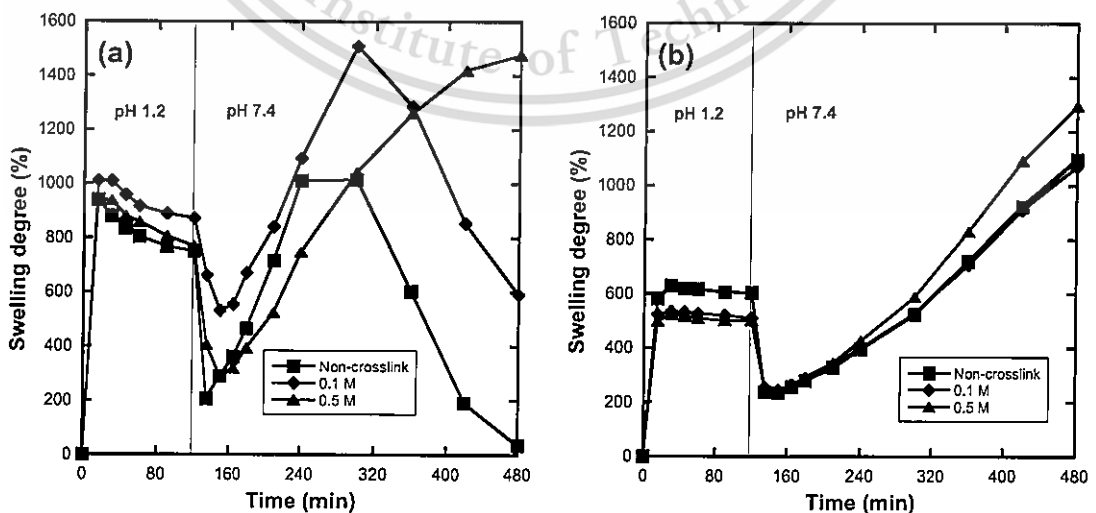 Institute of Techn
(a)
pH 1.2
pH 7.4
Swelling degree (%)
1600
1400
1200
1000
800
600
400
200
0
Non-crosslink
0.1 M
0.5 M
0 80 160 240 320 400 480
Time (min)
(b)
pH 1.2
pH 7.4
Swelling degree (%)
1600
1400
1200
1000
800
600
400
200
0
Non-crosslink
0.1 M
0.5 M
0 80 160 240 320 400 480
Time (min)